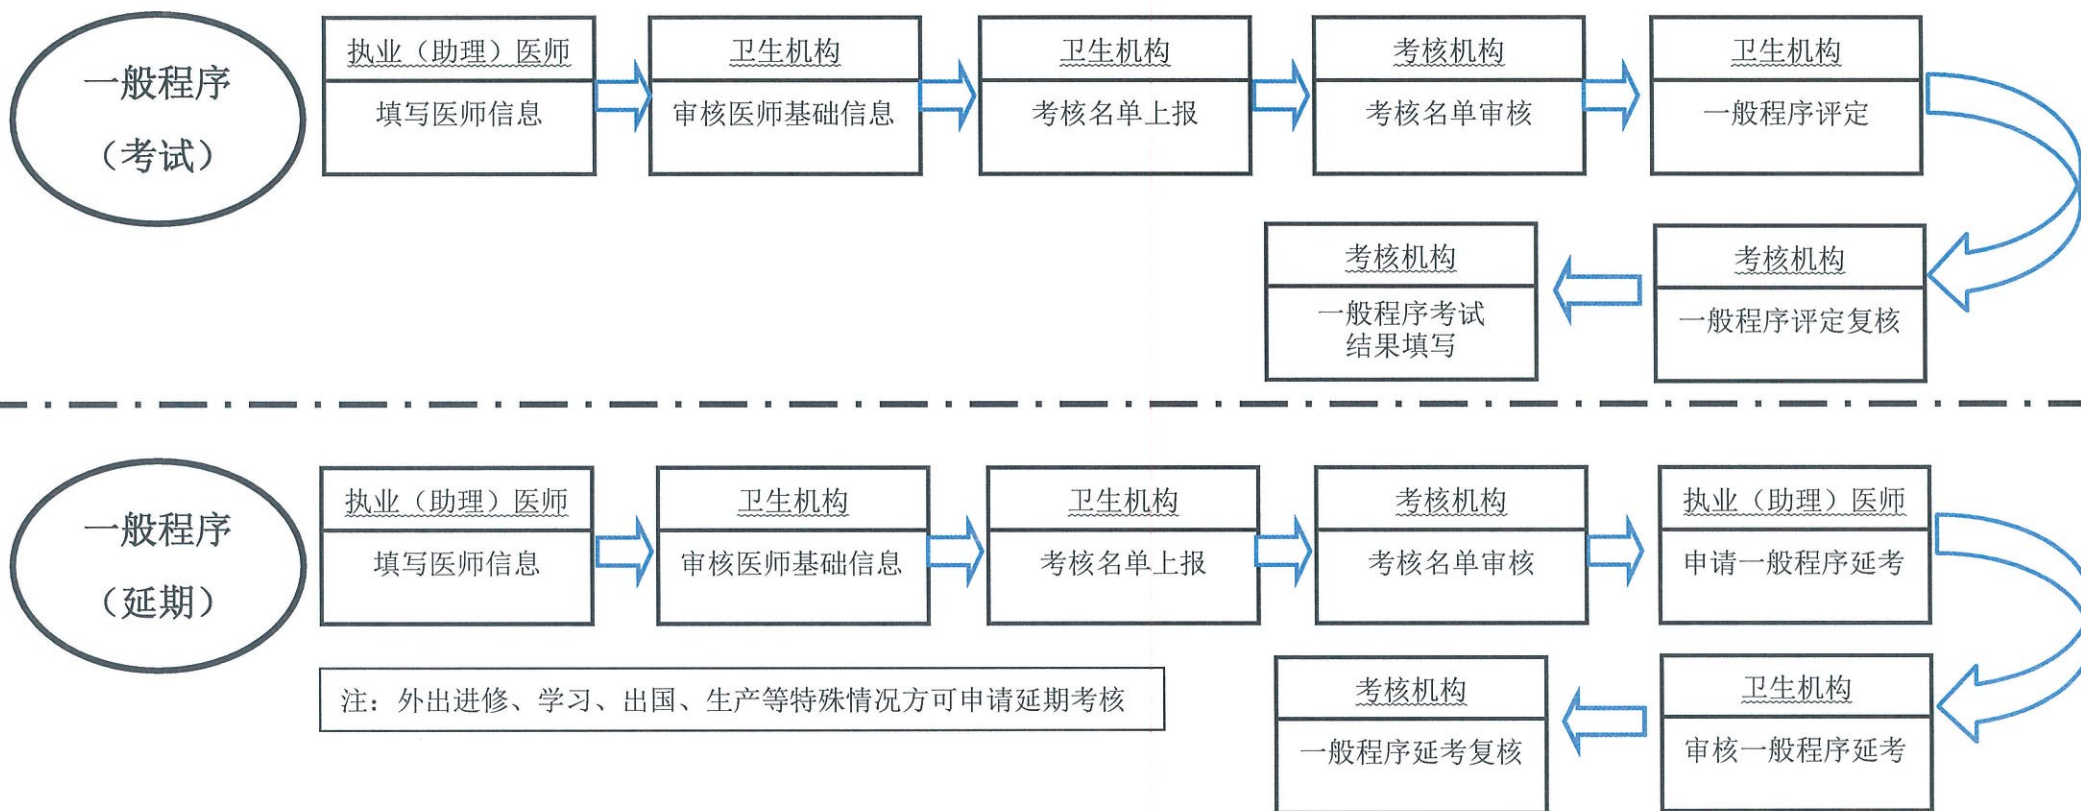 一般程序
（考试）
执业（助理）医师
填写医师信息
卫生机构
审核医师基础信息
卫生机构
考核名单上报
考核机构
考核名单审核
卫生机构
一般程序评定
考核机构
一般程序评定复核
考核机构
一般程序考试
结果填写
一般程序
（延期）
执业（助理）医师
填写医师信息
卫生机构
审核医师基础信息
卫生机构
考核名单上报
考核机构
考核名单审核
执业（助理）医师
申请一般程序延考
卫生机构
审核一般程序延考
考核机构
一般程序延考复核
注：外出进修、学习、出国、生产等特殊情况方可申请延期考核